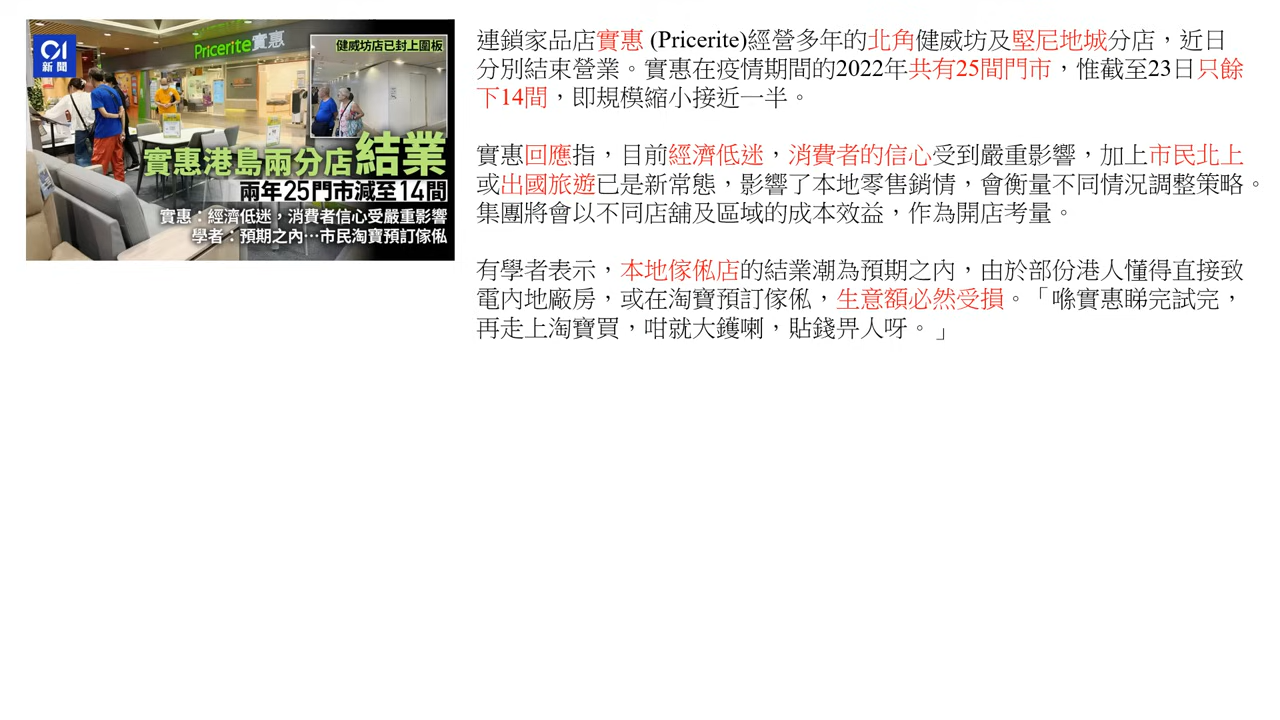 01
新聞
Pricerite實惠
健威坊店已封上圍板
實惠港島兩分店結業
兩年25門市減至14間
實惠：經濟低迷，消費者信心受嚴重影響
學者：預期之內…市民淘寶預訂傢俬
連鎖家品店實惠 (Pricerite)經營多年的北角健威坊及堅尼地城分店，近日
分別結束營業。實惠在疫情期間的2022年共有25間門市，惟截至23日只餘
下14間，即規模縮小接近一半。
實惠回應指，目前經濟低迷，消費者的信心受到嚴重影響，加上市民北上
或出國旅遊已是新常態，影響了本地零售銷情，會衡量不同情況調整策略。
集團將會以不同店舖及區域的成本效益，作為開店考量。
有學者表示，本地傢俬店的結業潮為預期之內，由於部份港人懂得直接致
電內地廠房，或在淘寶預訂傢俬，生意額必然受損。「喺實惠睇完試完，
再走上淘寶買，咁就大鑊喇，貼錢畀人呀。」